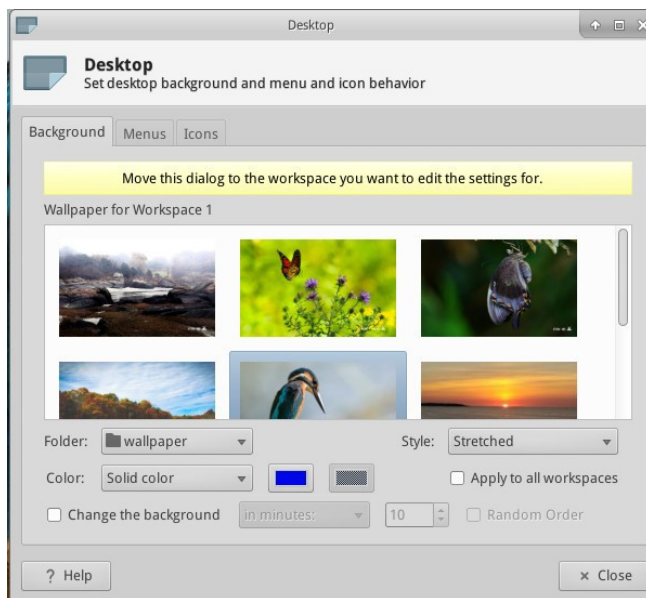 Desktop
Desktop
Set desktop background and menu and icon behavior
Background Menus Icons
Move this dialog to the workspace you want to edit the settings for.
Wallpaper for Workspace 1
Folder: wallpaper Style: Stretched
Color: Solid color Apply to all workspaces
Change the background in minutes: 10 Random Order
? Help × Close